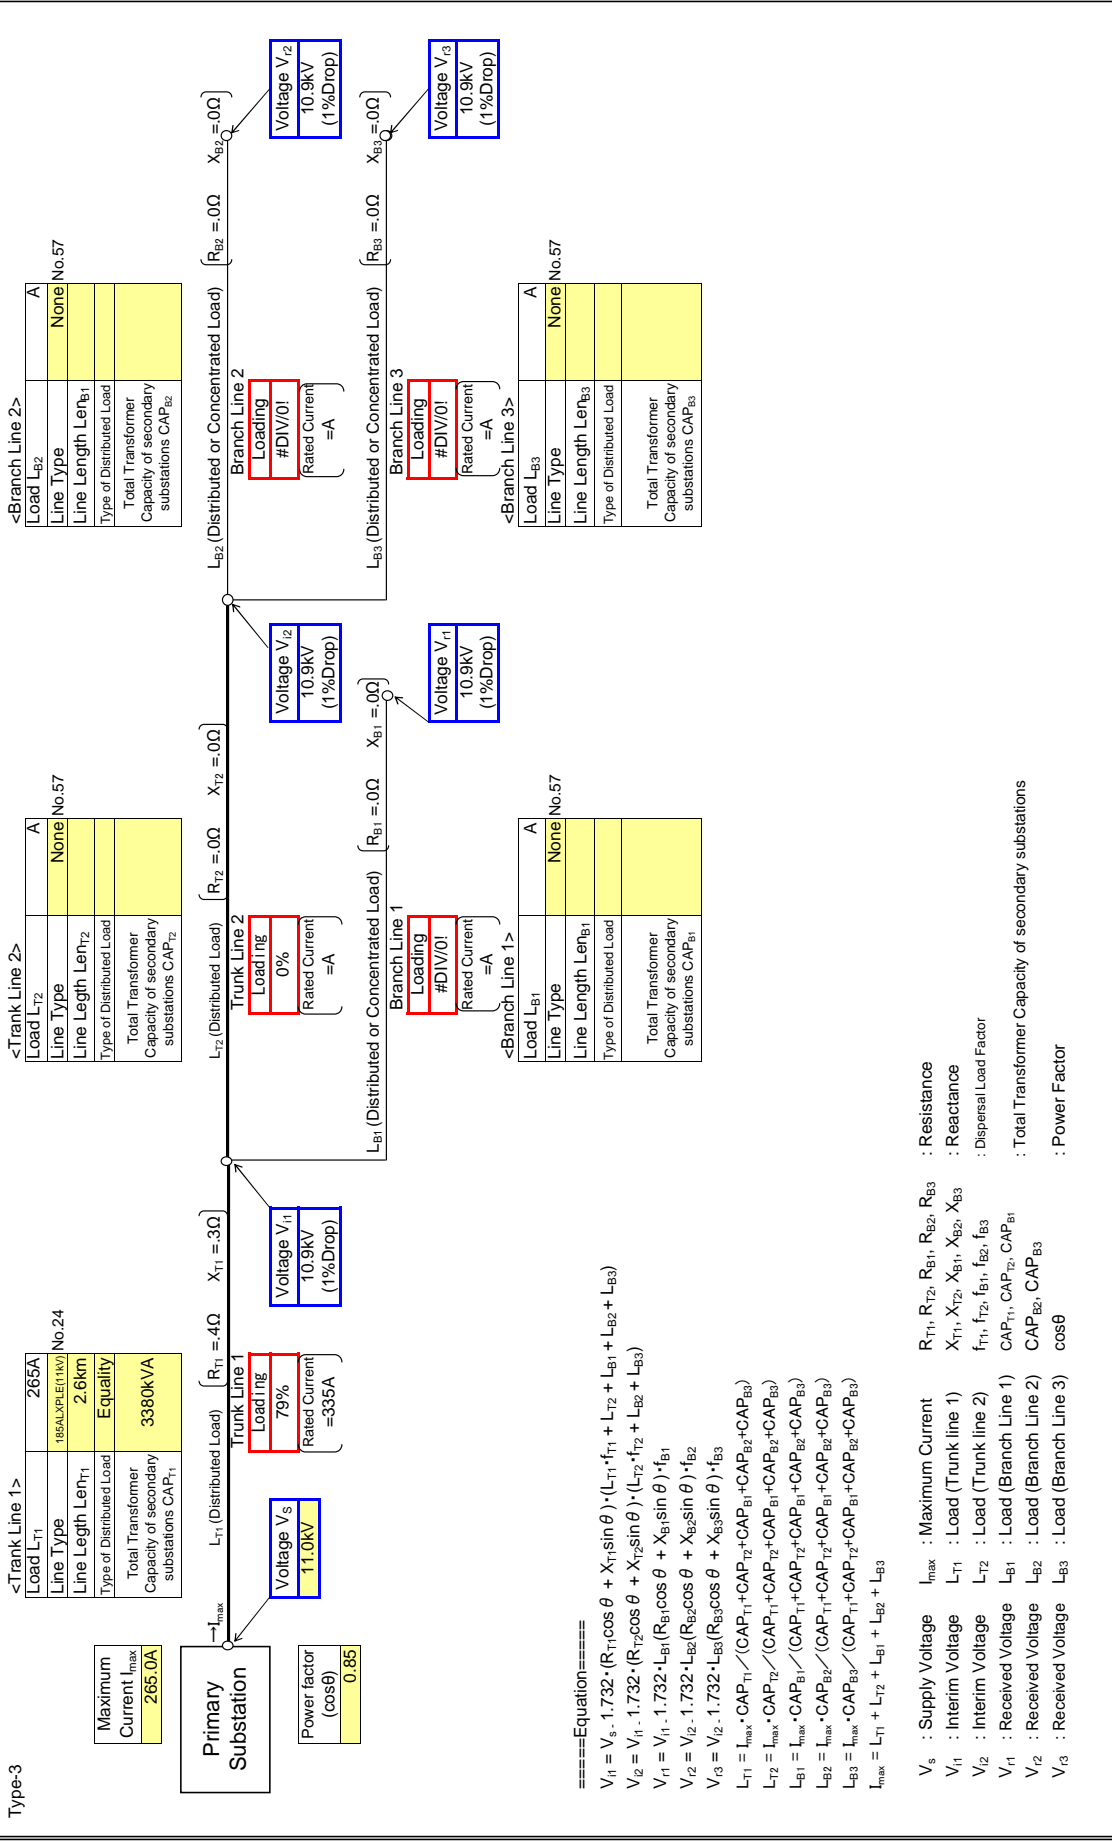 Type-3
<Trank Line 1>
Load LT1 265A
Line Type 185ALXPLE(11kV) No.24
Line Length LenT1 2.6km
Type of Distributed Load Equality
Total Transformer
Capacity of secondary
substations CAPT1
3380kVA
<Trank Line 2>
Load LT2 A
Line Type None No.57
Line Legth LenT2
Type of Distributed Load
Total Transformer
Capacity of secondary
substations CAPT2
<Branch Line 2>
Load LB2 A
Line Type None No.57
Line Length LenB1
Type of Distributed Load
Total Transformer
Capacity of secondary
substations CAPB2
Maximum
Current Imax
265.0A
Primary
Substation
→Imax
Power factor
(cosθ)
0.85
Voltage VS
11.0kV
LT1 (Distributed Load) RT1 =.4Ω XT1 =.3Ω
Trunk Line 1
Loading
79%
Rated Current
=335A
Voltage Vi1
10.9kV
(1%Drop)
LT2 (Distributed Load) RT2 =.0Ω XT2 =.0Ω
Trunk Line 2
Loading
0%
Rated Current
=A
Voltage Vi2
10.9kV
(1%Drop)
LB2 (Distributed or Concentrated Load) RB2 =.0Ω XB2 =.0Ω
Branch Line 2
Loading
#DIV/0!
Rated Current
=A
Voltage Vr2
10.9kV
(1%Drop)
LB1 (Distributed or Concentrated Load) RB1 =.0Ω XB1 =.0Ω
Branch Line 1
Loading
#DIV/0!
Rated Current
=A
Voltage Vr1
10.9kV
(1%Drop)
LB3 (Distributed or Concentrated Load) RB3 =.0Ω XB3 =.0Ω
Branch Line 3
Loading
#DIV/0!
Rated Current
=A
Voltage Vr3
10.9kV
(1%Drop)
<Branch Line 1>
Load LB1 A
Line Type None No.57
Line Length LenB1
Type of Distributed Load
Total Transformer
Capacity of secondary
substations CAPB1
<Branch Line 3>
Load LB3 A
Line Type None No.57
Line Length LenB3
Type of Distributed Load
Total Transformer
Capacity of secondary
substations CAPB3
=====Equation=====
Vi1 = VS - 1.732・(RT1cosθ + XT1sinθ)・(LT1・fT1 + LT2 + LB1 + LB2 + LB3)
Vi2 = Vi1 - 1.732・(RT2cosθ + XT2sinθ)・(LT2・fT2 + LB2 + LB3)
Vr1 = Vi1 - 1.732・LB1(RB1cosθ + XB1sinθ)・fB1
Vr2 = Vi2 - 1.732・LB2(RB2cosθ + XB2sinθ)・fB2
Vr3 = Vi2 - 1.732・LB3(RB3cosθ + XB3sinθ)・fB3
LT1 = Imax・CAPT1／(CAPT1+CAPT2+CAPB1+CAPB2+CAPB3)
LT2 = Imax・CAPT2／(CAPT1+CAPT2+CAPB1+CAPB2+CAPB3)
LB1 = Imax・CAPB1／(CAPT1+CAPT2+CAPB1+CAPB2+CAPB3)
LB2 = Imax・CAPB2／(CAPT1+CAPT2+CAPB1+CAPB2+CAPB3)
LB3 = Imax・CAPB3／(CAPT1+CAPT2+CAPB1+CAPB2+CAPB3)
Imax = LT1 + LT2 + LB1 + LB2 + LB3
Vs : Supply Voltage Imax : Maximum Current RT1, RT2, RB1, RB2, RB3 : Resistance
Vi1 : Interim Voltage LT1 : Load (Trunk line 1) XT1, XT2, XB1, XB2, XB3 : Reactance
Vi2 : Interim Voltage LT2 : Load (Trunk line 2) fT1, fT2, fB1, fB2, fB3 : Dispersal Load Factor
Vr1 : Received Voltage LB1 : Load (Branch Line 1) CAPT1, CAPT2, CAPB1
Vr2 : Received Voltage LB2 : Load (Branch Line 2) CAPB2, CAPB3 : Total Transformer Capacity of secondary substations
Vr3 : Received Voltage LB3 : Load (Branch Line 3) cosθ : Power Factor